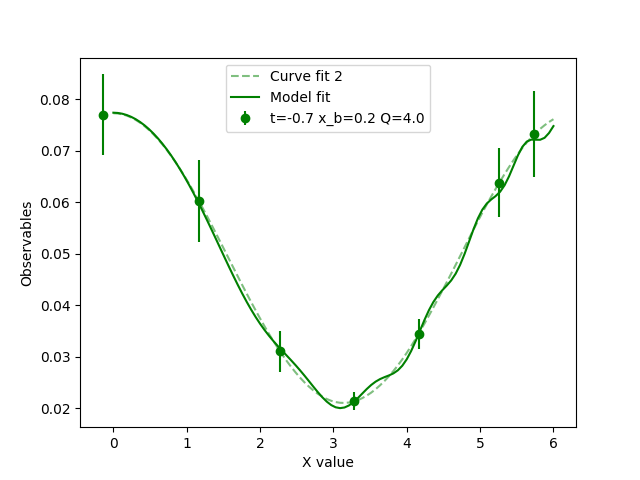 Curve fit 2
Model fit
t=-0.7 x_b=0.2 Q=4.0
Observables
0.08
0.07
0.06
0.05
0.04
0.03
0.02
0 1 2 3 4 5 6
X value